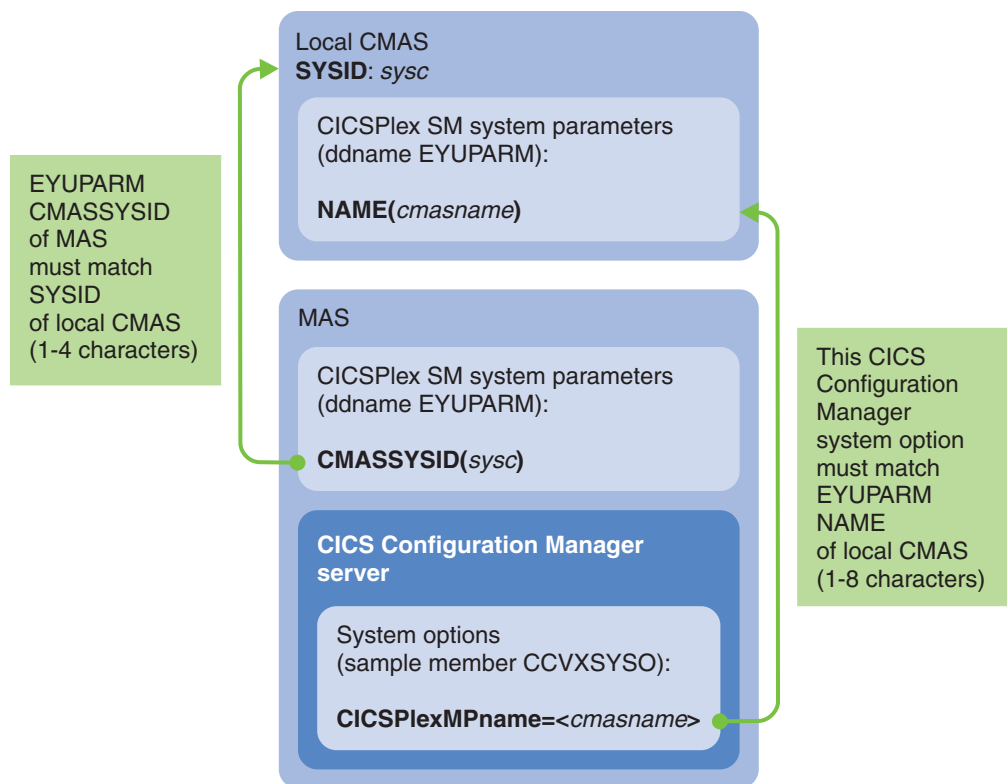 Local CMAS
SYSID: sysc
CICSPlex SM system parameters
(ddname EYUPARM):
NAME(cmasname)
EYUPARM
CMASSYSID
of MAS
must match
SYSID
of local CMAS
(1-4 characters)
MAS
CICSPlex SM system parameters
(ddname EYUPARM):
CMASSYSID(sysc)
This CICS
Configuration
Manager
system option
must match
EYUPARM
NAME
of local CMAS
(1-8 characters)
CICS Configuration Manager
server
System options
(sample member CCVXSYSO):
CICSPlexMPname=<cmasname>